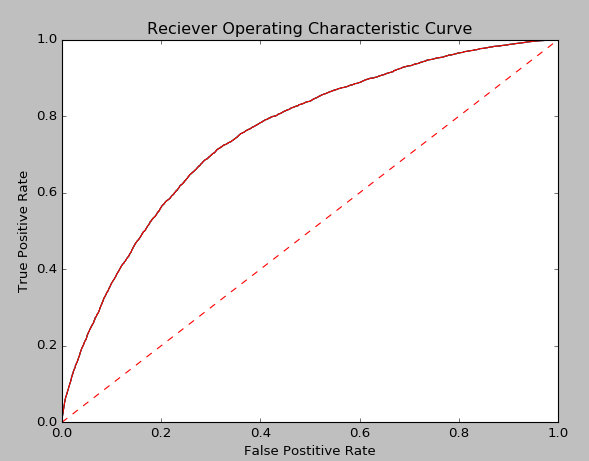 Reciever Operating Characteristic Curve
1.0
0.8
0.6
0.4
0.2
0.0
True Positive Rate
0.0 0.2 0.4 0.6 0.8 1.0
False Postitive Rate